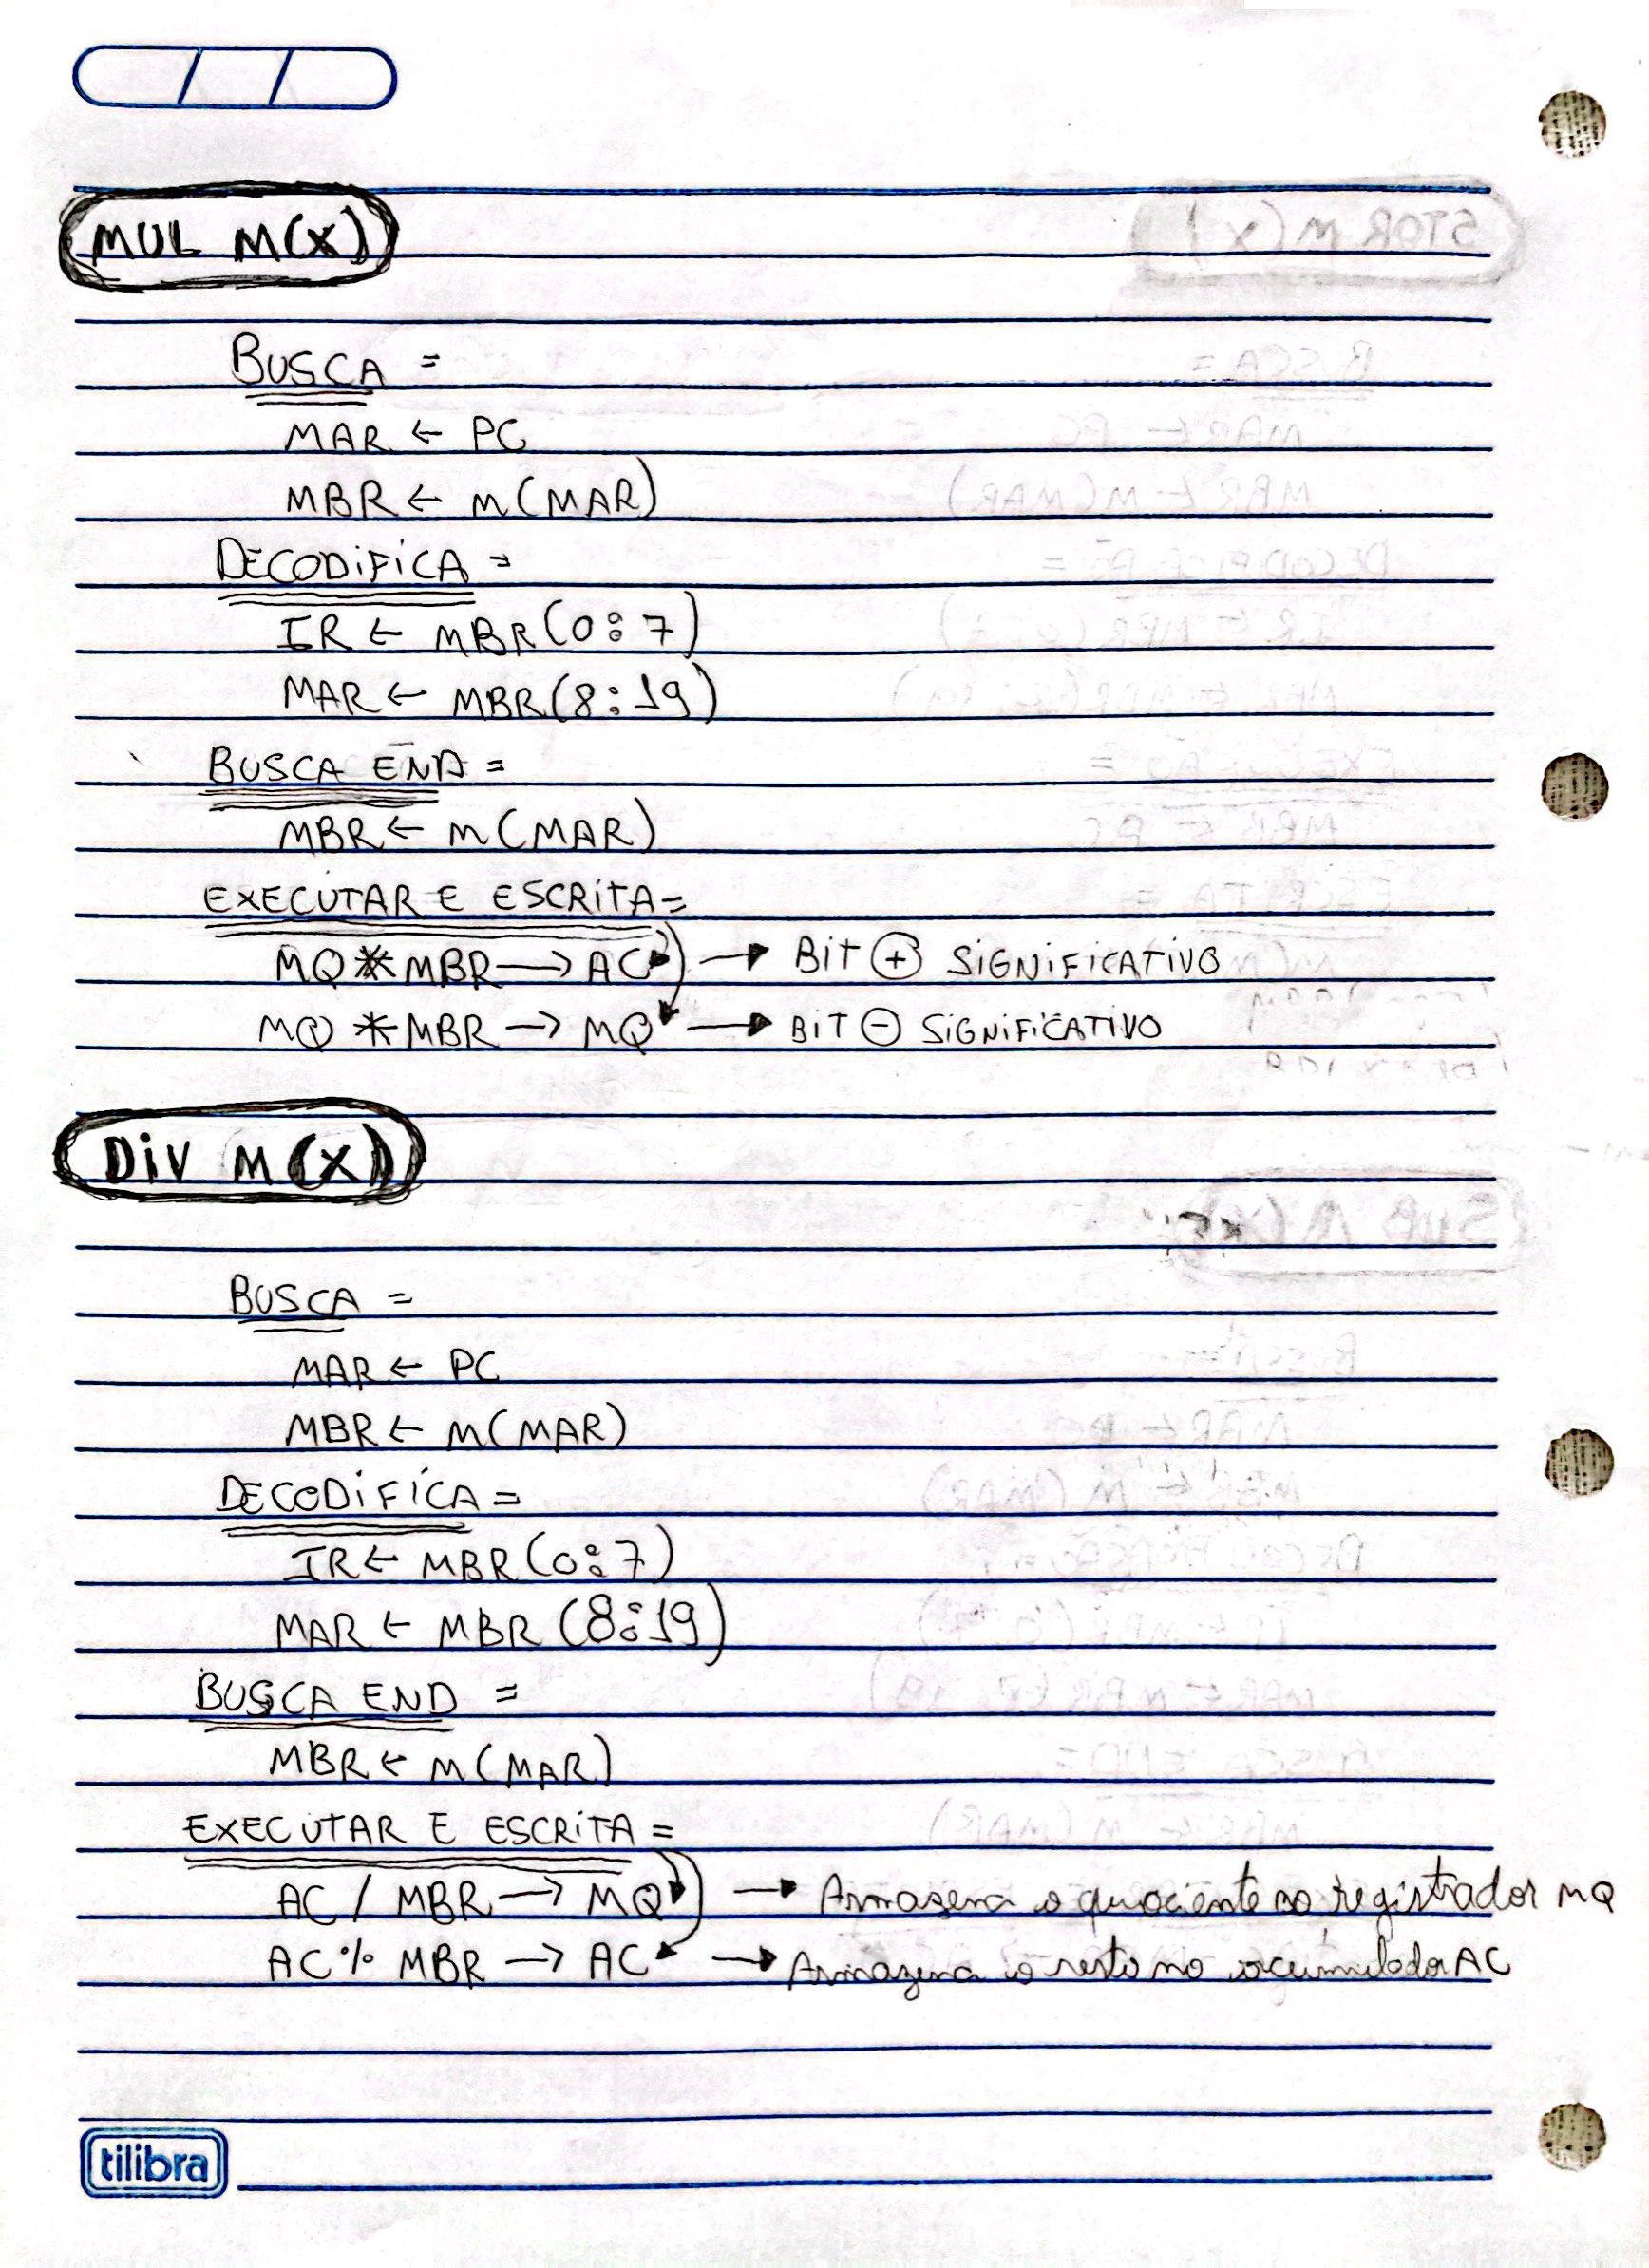 MUL M(X)
BUSCA =
MAR ← PC
MBR ← m(MAR)
DECODIFICA =
IR ← MBR(0:7)
MAR ← MBR(8:19)
BUSCA END =
MBR ← m(MAR)
EXECUTAR E ESCRITA =
MQ * MBR → AC → BIT ⊕ SIGNIFICATIVO
MQ * MBR → MQ → BIT ⊖ SIGNIFICATIVO
DIV M(X)
BUSCA =
MAR ← PC
MBR ← m(MAR)
DECODIFICA =
IR ← MBR(0:7)
MAR ← MBR (8:19)
BUSCA END =
MBR ← m(MAR)
EXECUTAR E ESCRITA =
AC / MBR → MQ → Armazena o quociente no registrador MQ
AC % MBR → AC → Armazena o resto no acumulador AC
tilibra